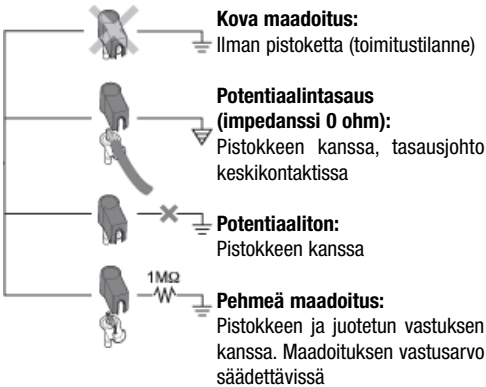 Kova maadoitus:
Ilman pistoketta (toimitustilanne)
Potentiaalintasaus
(impedanssi 0 ohm):
Pistokkeen kanssa, tasausjohto
keskikontaktissa
Potentiaaliton:
Pistokkeen kanssa
1MΩ
Pehmeä maadoitus:
Pistokkeen ja juotetun vastuksen
kanssa. Maadoituksen vastusarvo
säädettävissä